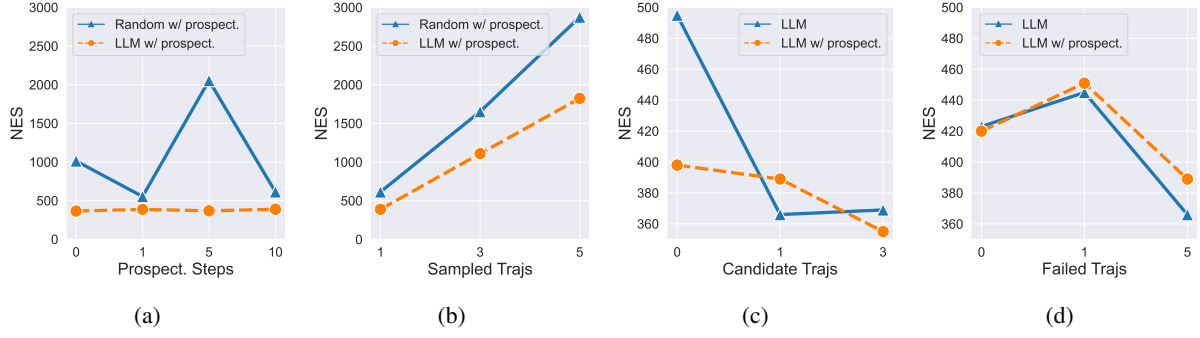 3000
2500
2000
1500
1000
500
0
NES
Random w/ prospect.
LLM w/ prospect.
0 1 5 10
Prospect. Steps
(a)
3000
2500
2000
1500
1000
500
0
NES
Random w/ prospect.
LLM w/ prospect.
1 3 5
Sampled Trajs
(b)
500
480
460
440
420
400
380
360
NES
LLM
LLM w/ prospect.
0 1 3
Candidate Trajs
(c)
500
480
460
440
420
400
380
360
NES
LLM
LLM w/ prospect.
0 1 5
Failed Trajs
(d)